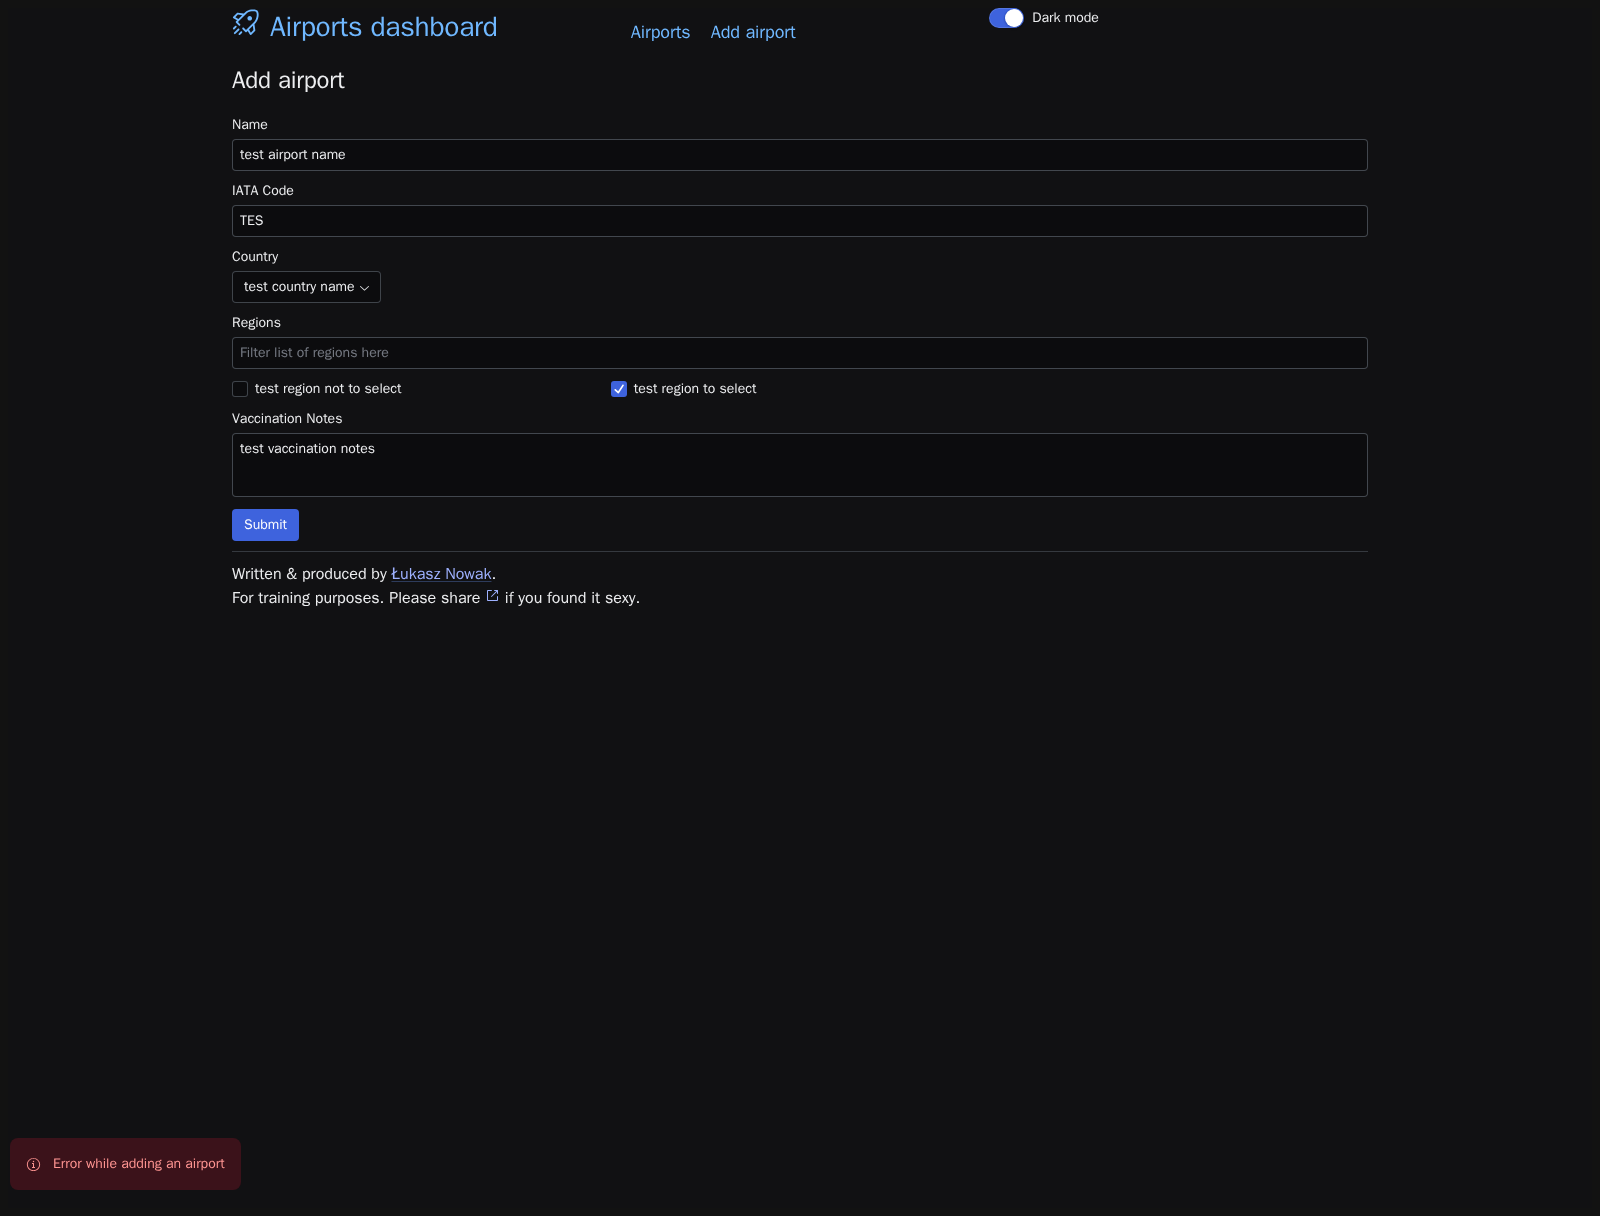 Airports dashboard
Airports
Add airport
Dark mode
Add airport
Name
test airport name
IATA Code
TES
Country
test country name
Regions
Filter list of regions here
test region not to select
test region to select
Vaccination Notes
test vaccination notes
Submit
Written & produced by Łukasz Nowak.
For training purposes. Please share if you found it sexy.
Error while adding an airport